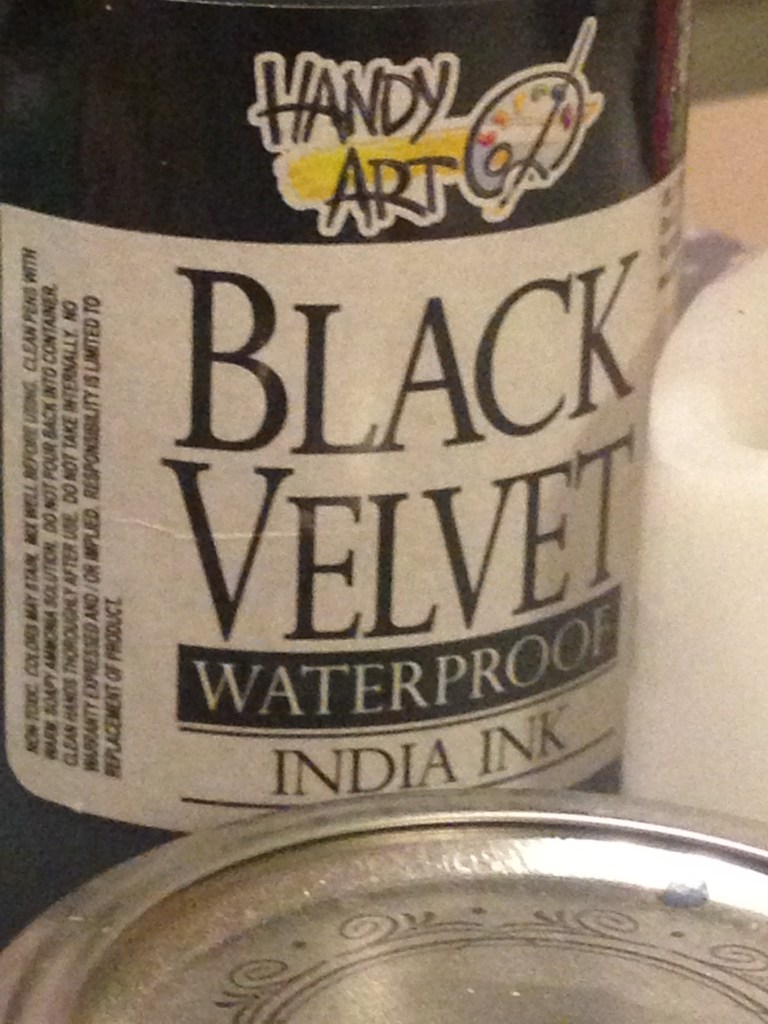 HANDY
ART
BLACK
VELVET
WATERPROOF
INDIA INK
NON-TOXIC. COLORS MAY STAIN. MIX WELL BEFORE USING. CLEAN PENS WITH
WARM SOAPY AMMONIA SOLUTION. DO NOT POUR BACK INTO CONTAINER.
CLEAN HANDS THOROUGHLY AFTER USE. DO NOT TAKE INTERNALLY. NO
WARRANTY EXPRESSED AND / OR IMPLIED. RESPONSIBILITY IS LIMITED TO
REPLACEMENT OF PRODUCT.